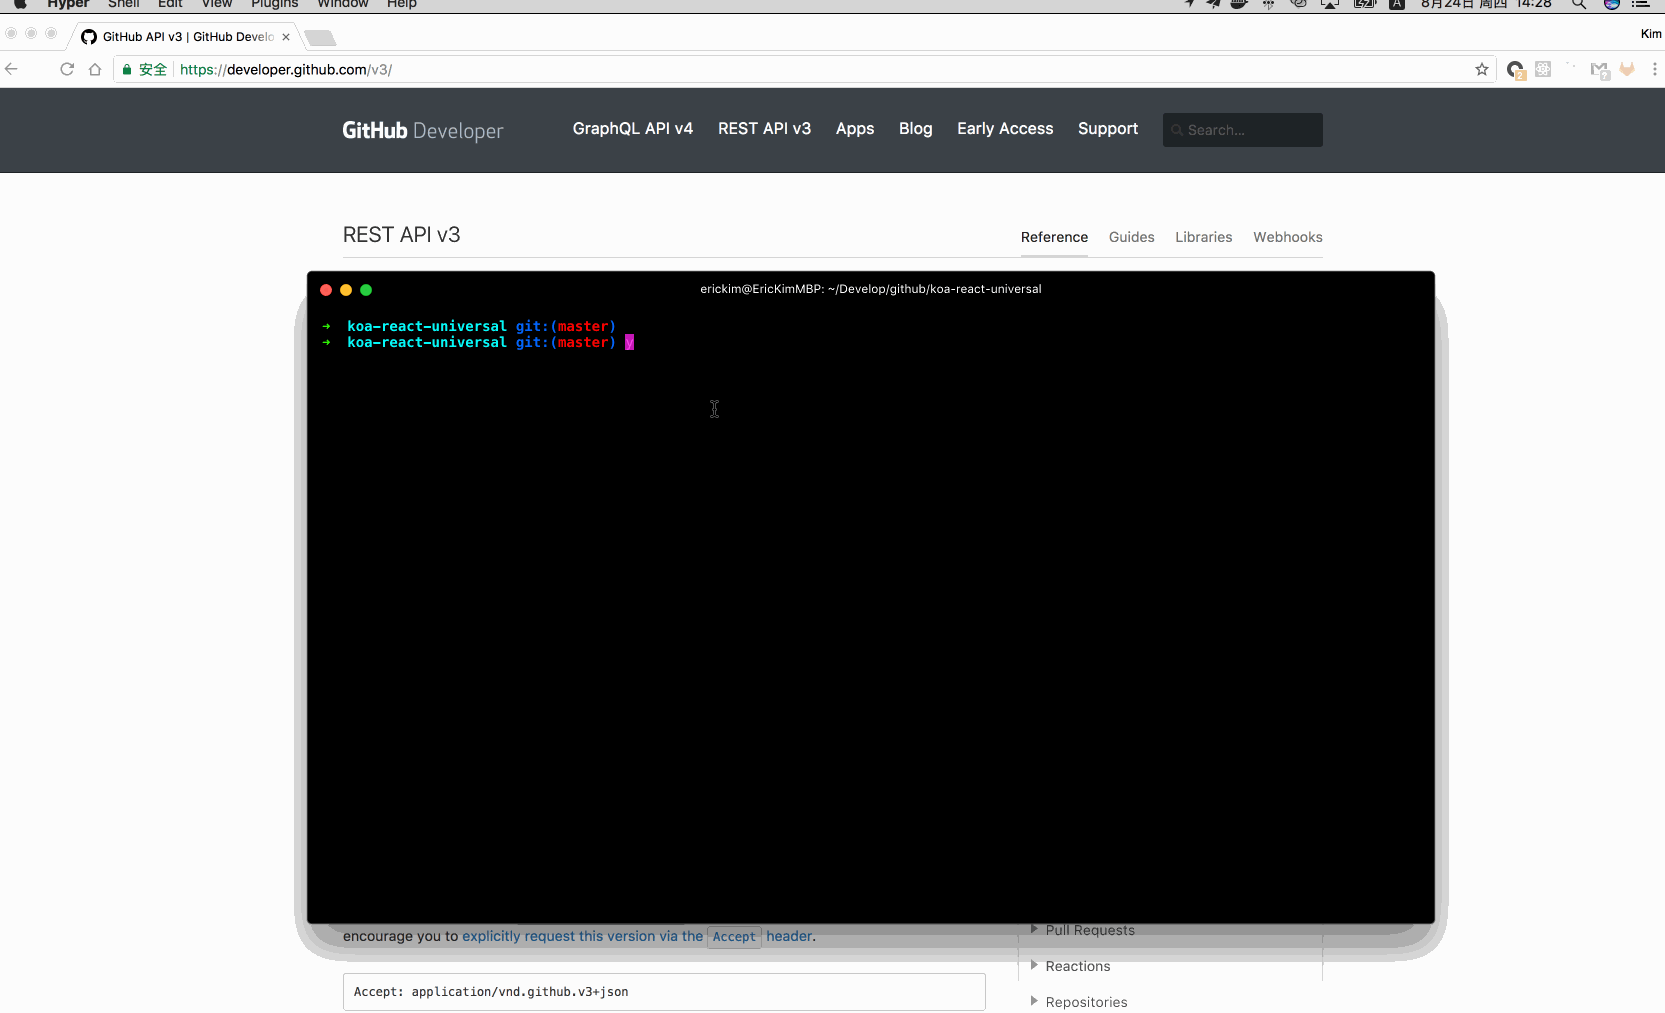 Hyper Shell Edit View Plugins Window Help 8月24日 周四 14:28
GitHub API v3 | GitHub Develo Kim
安全 https://developer.github.com/v3/
GitHub Developer GraphQL API v4 REST API v3 Apps Blog Early Access Support Search...
REST API v3 Reference Guides Libraries Webhooks
erickim@EricKimMBP: ~/Develop/github/koa-react-universal
➜ koa-react-universal git:(master)
➜ koa-react-universal git:(master) y
encourage you to explicitly request this version via the Accept header.
Pull Requests
Reactions
Accept: application/vnd.github.v3+json
Repositories